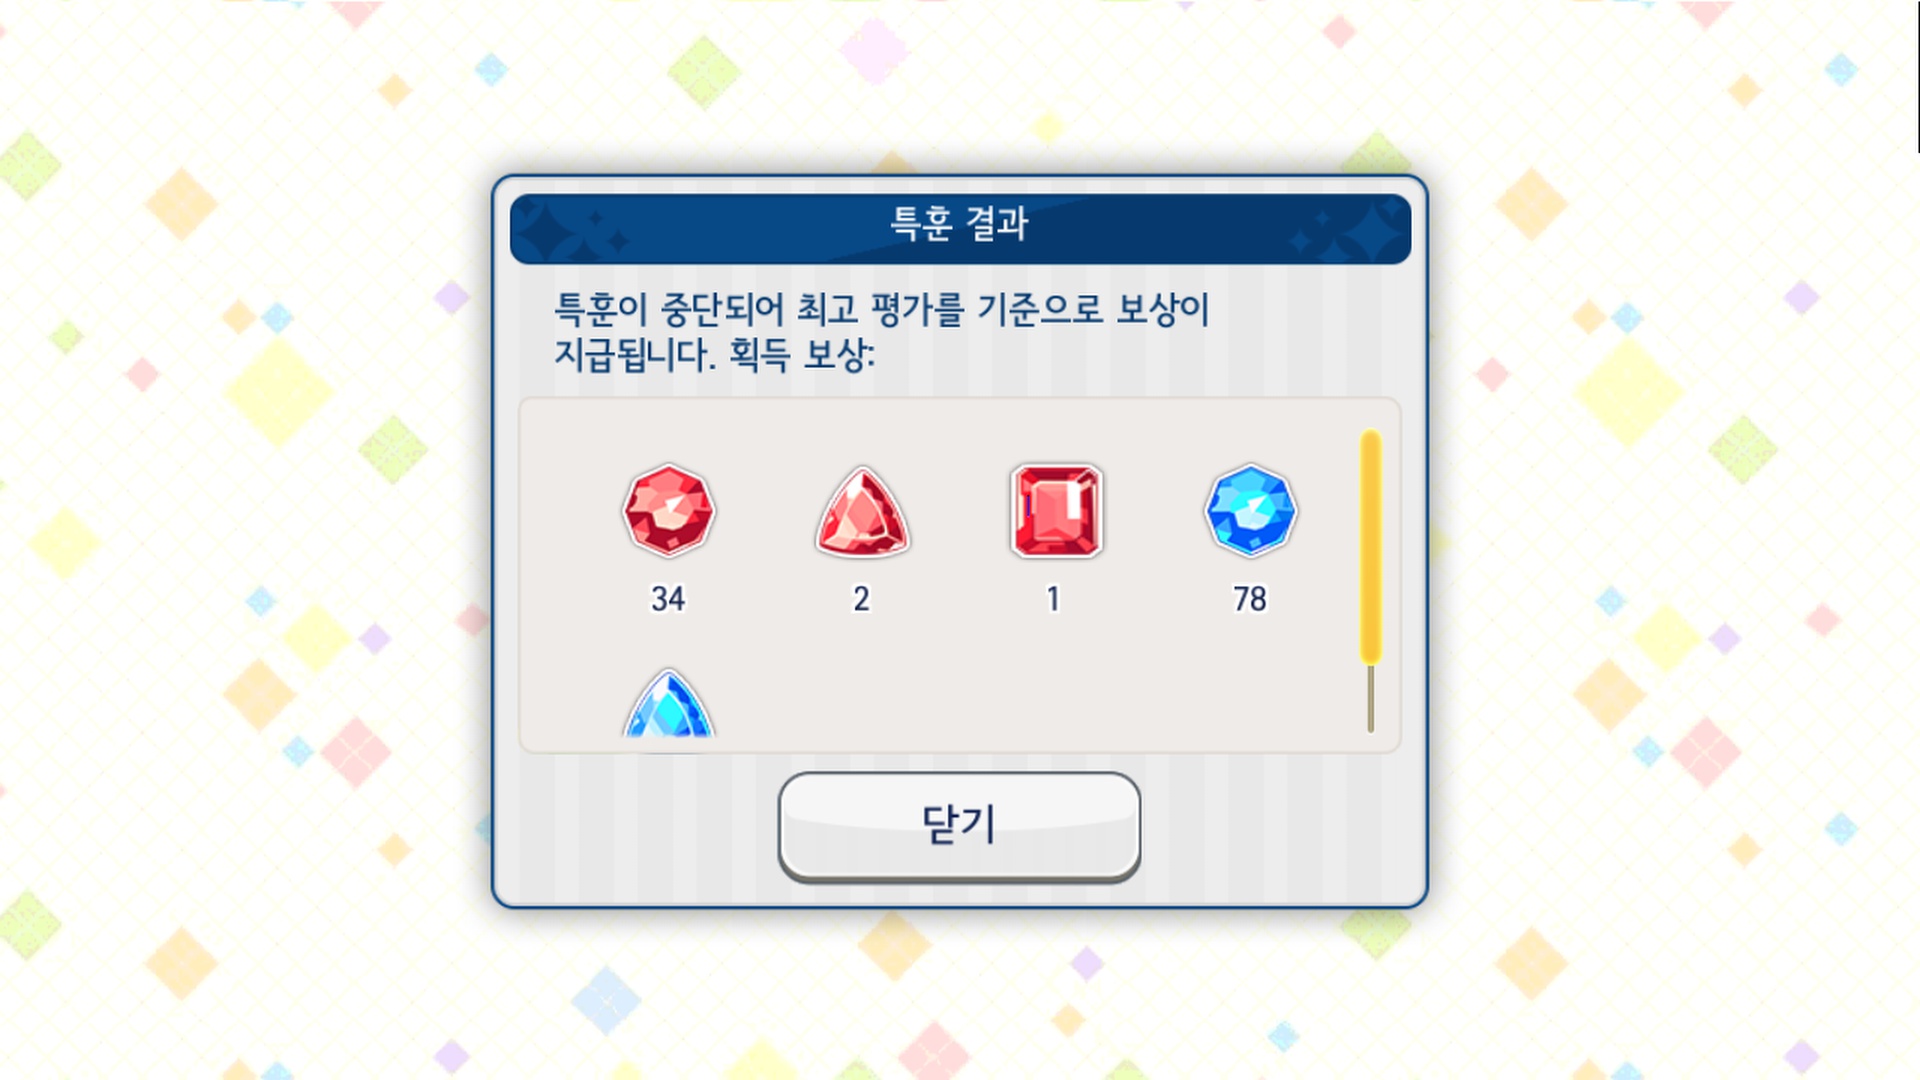 특훈 결과
특훈이 중단되어 최고 평가를 기준으로 보상이
지급됩니다. 획득 보상:
34 2 1 78
닫기